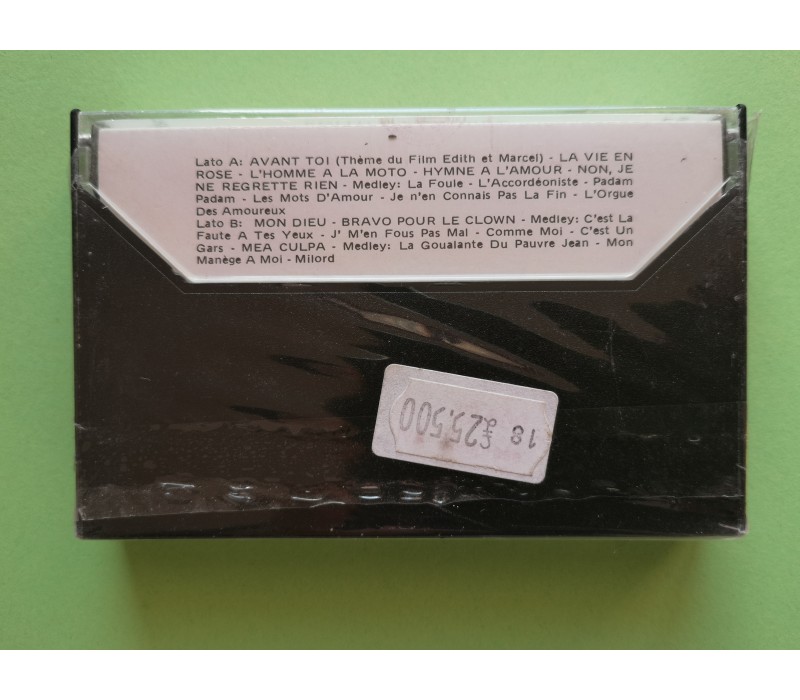 Lato A: AVANT TOI (Thème du Film Edith et Marcel) - LA VIE EN
ROSE - L'HOMME A LA MOTO - HYMNE A L'AMOUR - NON, JE
NE REGRETTE RIEN - Medley: La Foule - L'Accordéoniste - Padam
Padam - Les Mots D'Amour - Je n'en Connais Pas La Fin - L'Orgue
Des Amoureux
Lato B: MON DIEU - BRAVO POUR LE CLOWN - Medley: C'est La
Faute A Tes Yeux - J' M'en Fous Pas Mal - Comme Moi - C'est Un
Gars - MEA CULPA - Medley: La Goualante Du Pauvre Jean - Mon
Manège A Moi - Milord
18 £25.500